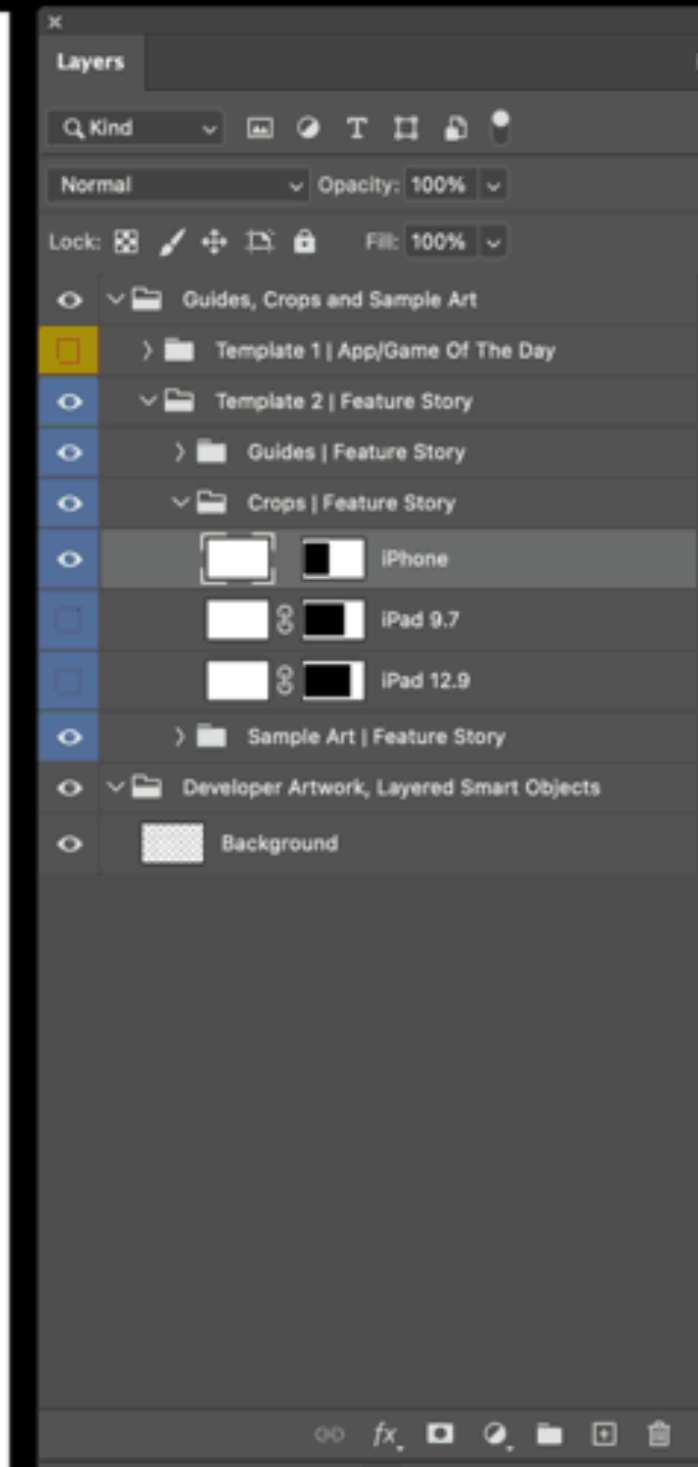 Layers
Kind
Normal Opacity: 100%
Lock: Fill: 100%
Guides, Crops and Sample Art
Template 1 | App/Game Of The Day
Template 2 | Feature Story
Guides | Feature Story
Crops | Feature Story
iPhone
iPad 9.7
iPad 12.9
Sample Art | Feature Story
Developer Artwork, Layered Smart Objects
Background
fx